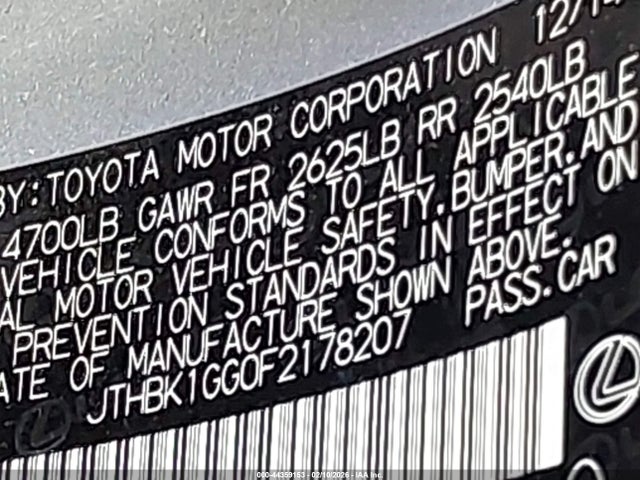 BY: TOYOTA MOTOR CORPORATION 12/14
4700LB GAWR FR 2625LB RR 2540LB
VEHICLE CONFORMS TO ALL APPLICABLE
AL MOTOR VEHICLE SAFETY, BUMPER, AND
PREVENTION STANDARDS IN EFFECT ON
ATE OF MANUFACTURE SHOWN ABOVE.
JTHBK1GG0F2178207 PASS. CAR
000-44359153 - 02/10/2026 - IAA Inc.